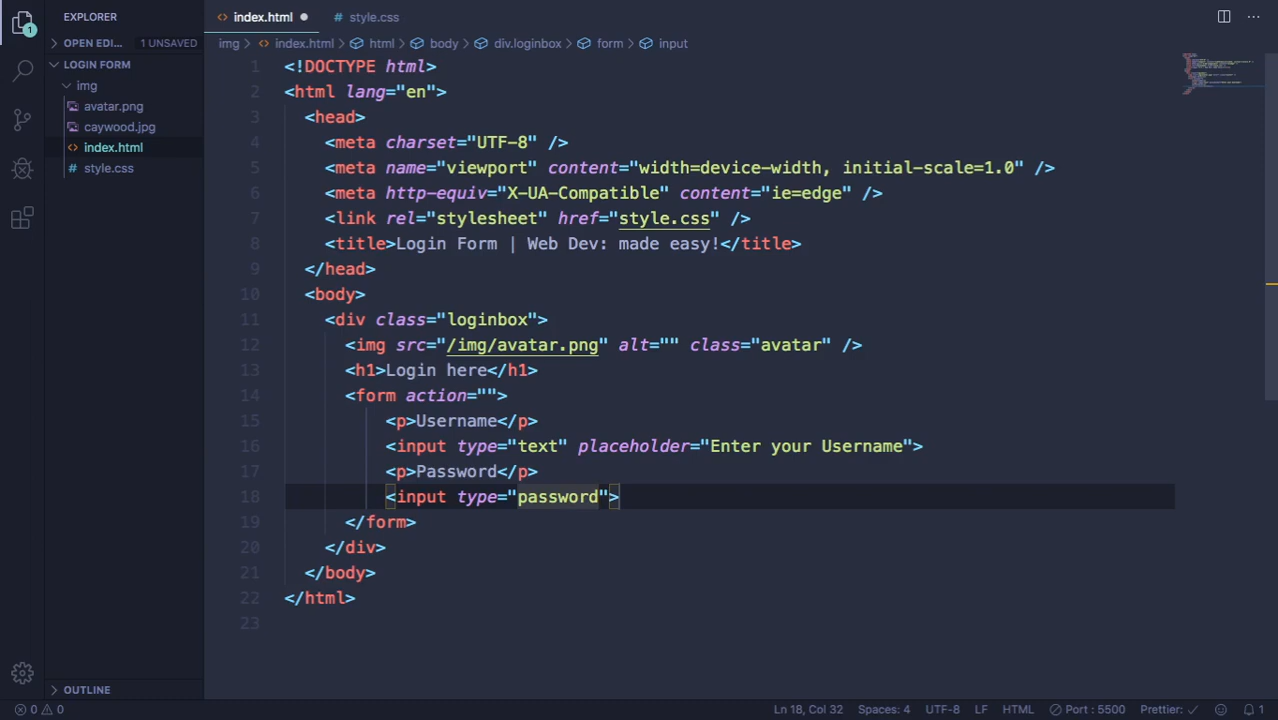 EXPLORER
index.html
style.css
OPEN EDI... 1 UNSAVED
img > index.html > html > body > div.loginbox > form > input
LOGIN FORM
img
avatar.png
caywood.jpg
index.html
style.css
1 <!DOCTYPE html>
2 <html lang="en">
3 <head>
4 <meta charset="UTF-8" />
5 <meta name="viewport" content="width=device-width, initial-scale=1.0" />
6 <meta http-equiv="X-UA-Compatible" content="ie=edge" />
7 <link rel="stylesheet" href="style.css" />
8 <title>Login Form | Web Dev: made easy!</title>
9 </head>
10 <body>
11 <div class="loginbox">
12 <img src="/img/avatar.png" alt="" class="avatar" />
13 <h1>Login here</h1>
14 <form action="">
15 <p>Username</p>
16 <input type="text" placeholder="Enter your Username">
17 <p>Password</p>
18 <input type="password">
19 </form>
20 </div>
21 </body>
22 </html>
23
1
OUTLINE
0 0
Ln 18, Col 32 Spaces: 4 UTF-8 LF HTML Port : 5500 Prettier: ✓ 1